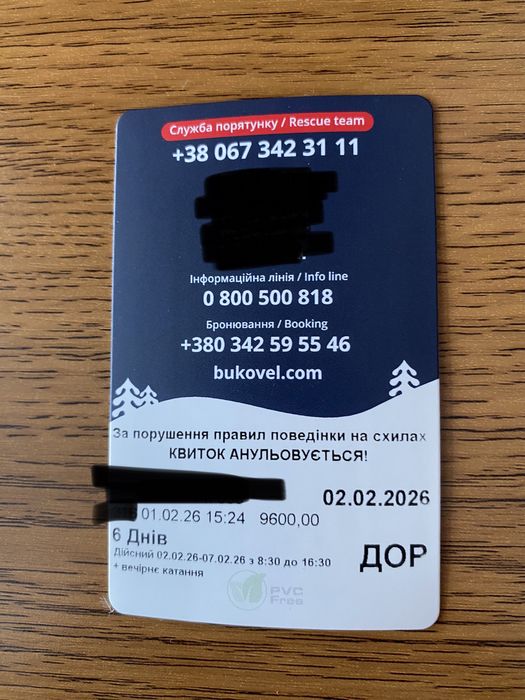 Служба порятунку / Rescue team
+38 067 342 31 11
Інформаційна лінія / Info line
0 800 500 818
Бронювання / Booking
+380 342 59 55 46
bukovel.com
За порушення правил поведінки на схилах
КВИТОК АНУЛЬОВУЄТЬСЯ!
02.02.2026
01.02.26 15:24 9600,00
6 Днів
Дійсний 02.02.26-07.02.26 з 8:30 до 16:30
+ вечірнє катання
ДОР
PVC
Free